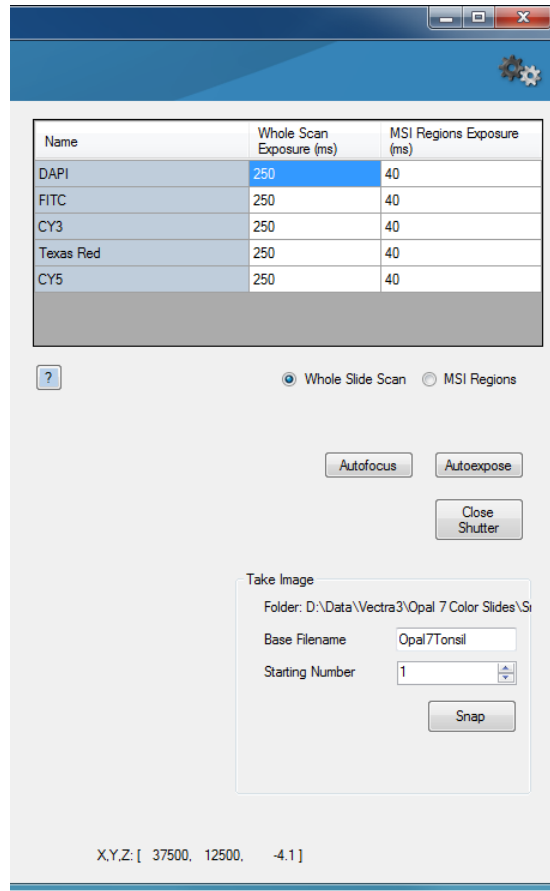 Name Whole Scan Exposure (ms) MSI Regions Exposure (ms)
DAPI 250 40
FITC 250 40
CY3 250 40
Texas Red 250 40
CY5 250 40
? Whole Slide Scan MSI Regions
Autofocus Autoexpose
Close
Shutter
Take Image
Folder: D:\Data\Vectra3\Opal 7 Color Slides\
Base Filename Opal7Tonsil
Starting Number 1
Snap
X,Y,Z: [ 37500, 12500, -4.1 ]